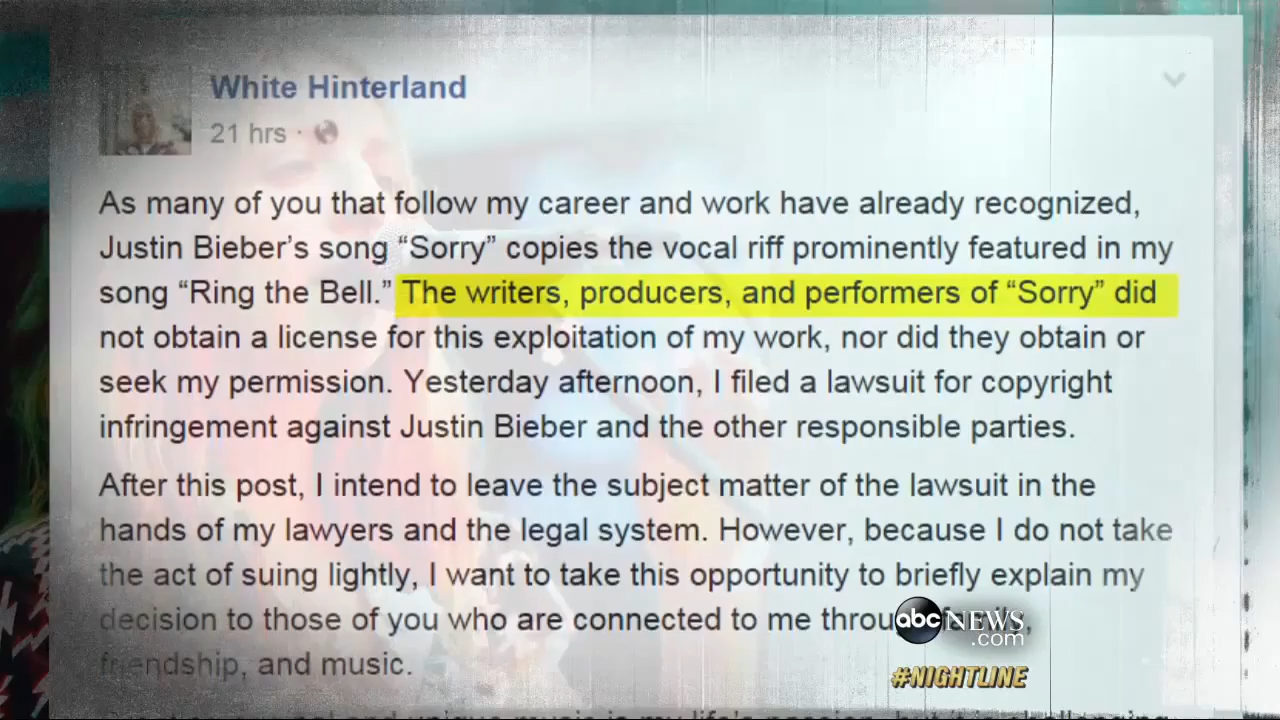 White Hinterland
21 hrs ·
As many of you that follow my career and work have already recognized,
Justin Bieber’s song “Sorry” copies the vocal riff prominently featured in my
song “Ring the Bell.” The writers, producers, and performers of “Sorry” did
not obtain a license for this exploitation of my work, nor did they obtain or
seek my permission. Yesterday afternoon, I filed a lawsuit for copyright
infringement against Justin Bieber and the other responsible parties.
After this post, I intend to leave the subject matter of the lawsuit in the
hands of my lawyers and the legal system. However, because I do not take
the act of suing lightly, I want to take this opportunity to briefly explain my
decision to those of you who are connected to me through
friendship, and music.
abc NEWS
.com
#NIGHTLINE